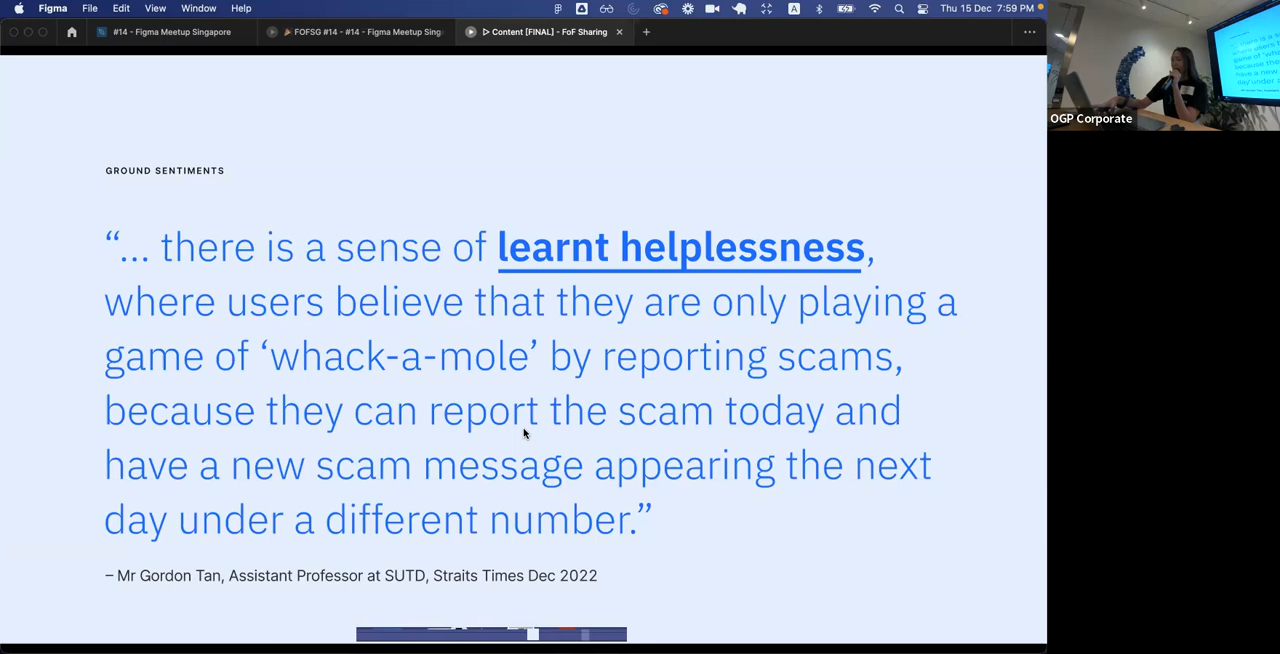 Figma File Edit View Window Help
A
Thu 15 Dec 7:59 PM
#14 - Figma Meetup Singapore
FOFSG #14 - #14 - Figma Meetup Sing
Content [FINAL] - FoF Sharing
OGP Corporate
GROUND SENTIMENTS
“... there is a sense of learnt helplessness,
where users believe that they are only playing a
game of ‘whack-a-mole’ by reporting scams,
because they can report the scam today and
have a new scam message appearing the next
day under a different number.”
– Mr Gordon Tan, Assistant Professor at SUTD, Straits Times Dec 2022